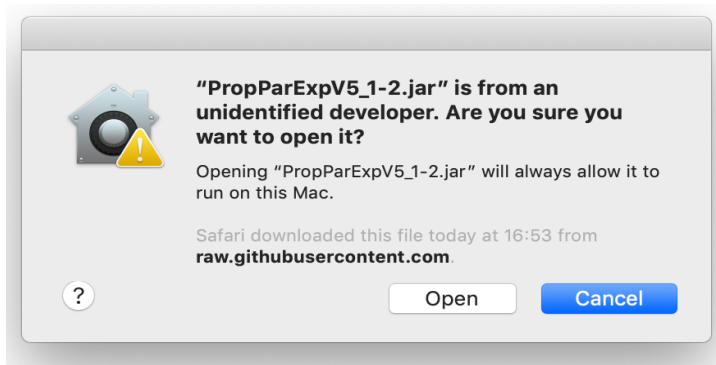 “PropParExpV5_1-2.jar” is from an
unidentified developer. Are you sure you
want to open it?
Opening “PropParExpV5_1-2.jar” will always allow it to
run on this Mac.
Safari downloaded this file today at 16:53 from
raw.githubusercontent.com.
?
Open
Cancel